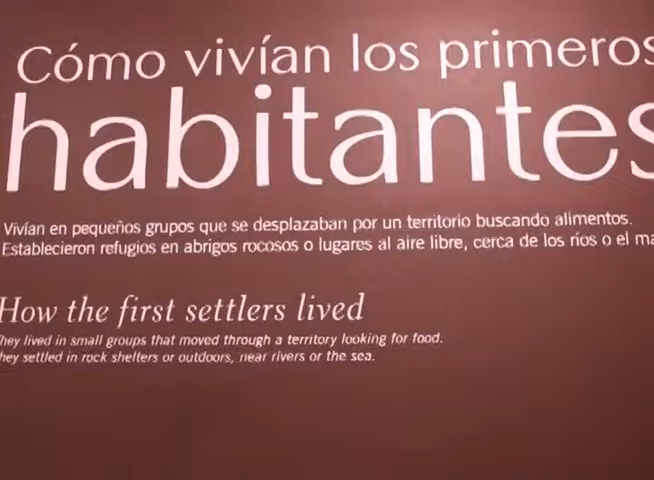 Cómo vivían los primeros
habitantes
Vivían en pequeños grupos que se desplazaban por un territorio buscando alimentos.
Establecieron refugios en abrigos rocosos o lugares al aire libre, cerca de los ríos o el
How the first settlers lived
They lived in small groups that moved through a territory looking for food.
They settled in rock shelters or outdoors, near rivers or the sea.